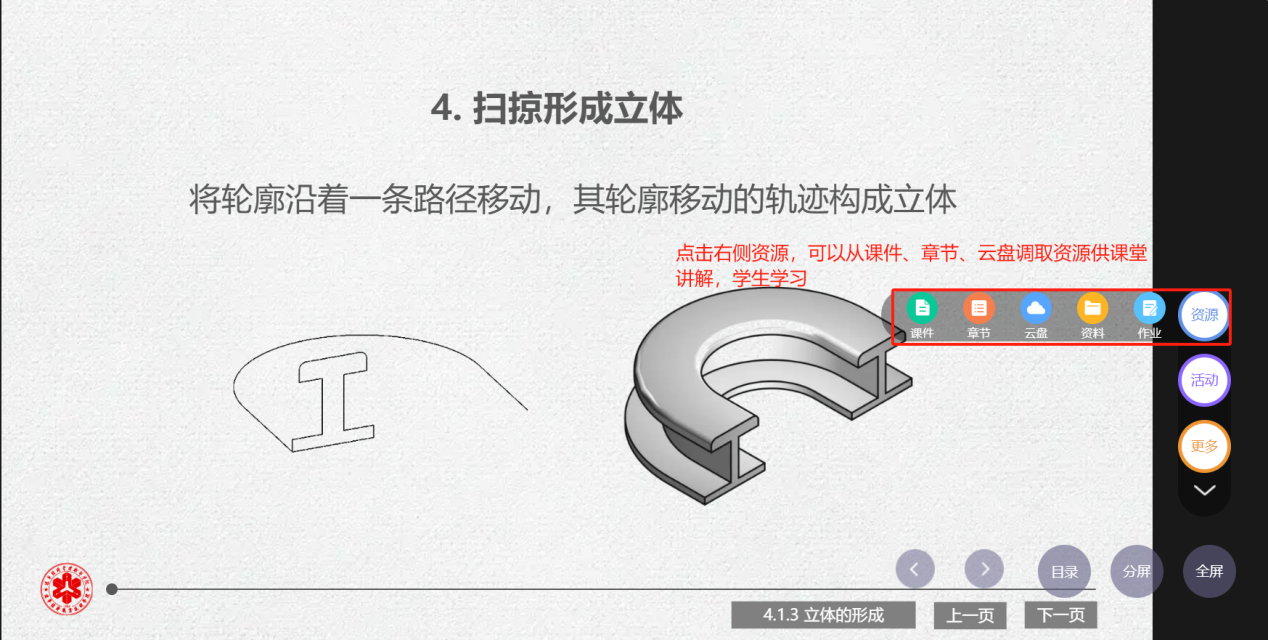 4. 扫掠形成立体
将轮廓沿着一条路径移动，其轮廓移动的轨迹构成立体
点击右侧资源，可以从课件、章节、云盘调取资源供课堂
讲解，学生学习
课件 章节 云盘 资料 作业 资源
活动
更多
目录 分屏 全屏
4.1.3 立体的形成 上一页 下一页